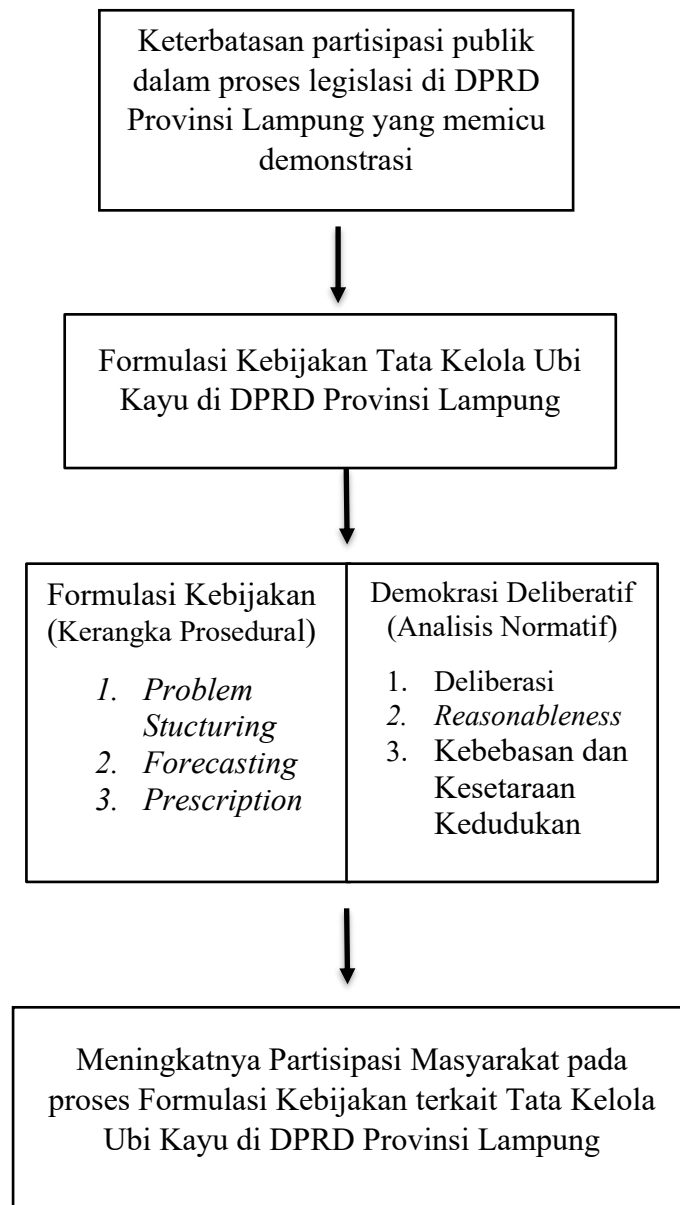 Keterbatasan partisipasi publik
dalam proses legislasi di DPRD
Provinsi Lampung yang memicu
demonstrasi
Formulasi Kebijakan Tata Kelola Ubi
Kayu di DPRD Provinsi Lampung
Formulasi Kebijakan
(Kerangka Prosedural)
1. Problem
Stucturing
2. Forecasting
3. Prescription
Demokrasi Deliberatif
(Analisis Normatif)
1. Deliberasi
2. Reasonableness
3. Kebebasan dan
Kesetaraan
Kedudukan
Meningkatnya Partisipasi Masyarakat pada
proses Formulasi Kebijakan terkait Tata Kelola
Ubi Kayu di DPRD Provinsi Lampung